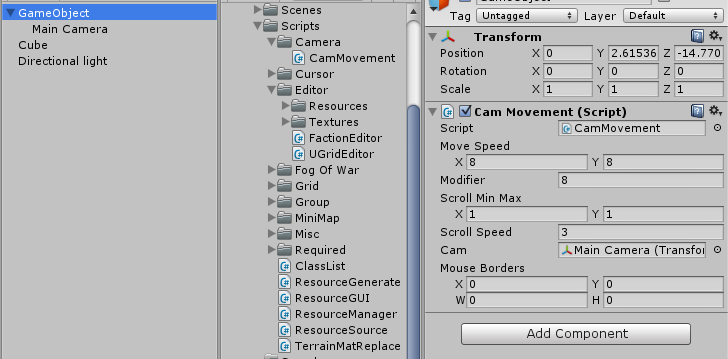 GameObject
Main Camera
Cube
Directional light
Scenes
Scripts
Camera
CamMovement
Cursor
Editor
Resources
Textures
FactionEditor
UGridEditor
Fog Of War
Grid
Group
MiniMap
Misc
Required
ClassList
ResourceGenerate
ResourceGUI
ResourceManager
ResourceSource
TerrainMatReplace
Tag Untagged Layer Default
Transform
Position X 0 Y 2.61536 Z -14.770
Rotation X 0 Y 0 Z 0
Scale X 1 Y 1 Z 1
Cam Movement (Script)
Script CamMovement
Move Speed
X 8 Y 8
Modifier 8
Scroll Min Max
X 1 Y 1
Scroll Speed 3
Cam Main Camera (Transfor
Mouse Borders
X 0 Y 0
W 0 H 0
Add Component